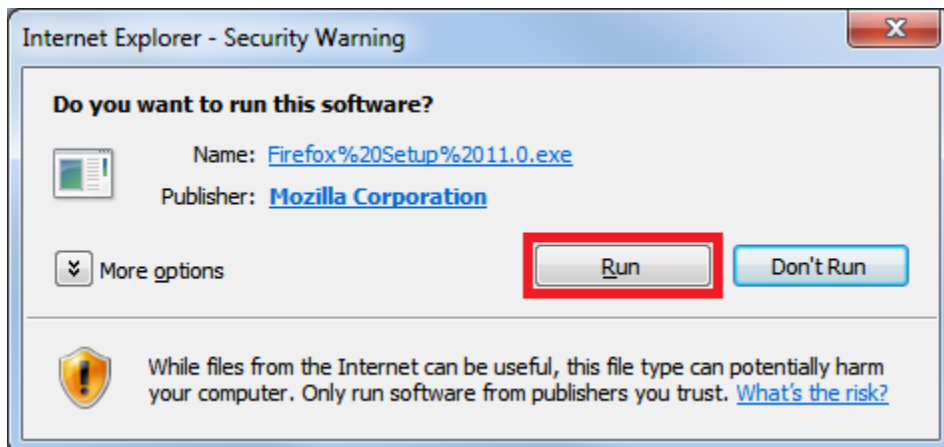 Internet Explorer - Security Warning
Do you want to run this software?
Name: Firefox%20Setup%2011.0.exe
Publisher: Mozilla Corporation
More options
Run
Don't Run
While files from the Internet can be useful, this file type can potentially harm
your computer. Only run software from publishers you trust. What's the risk?